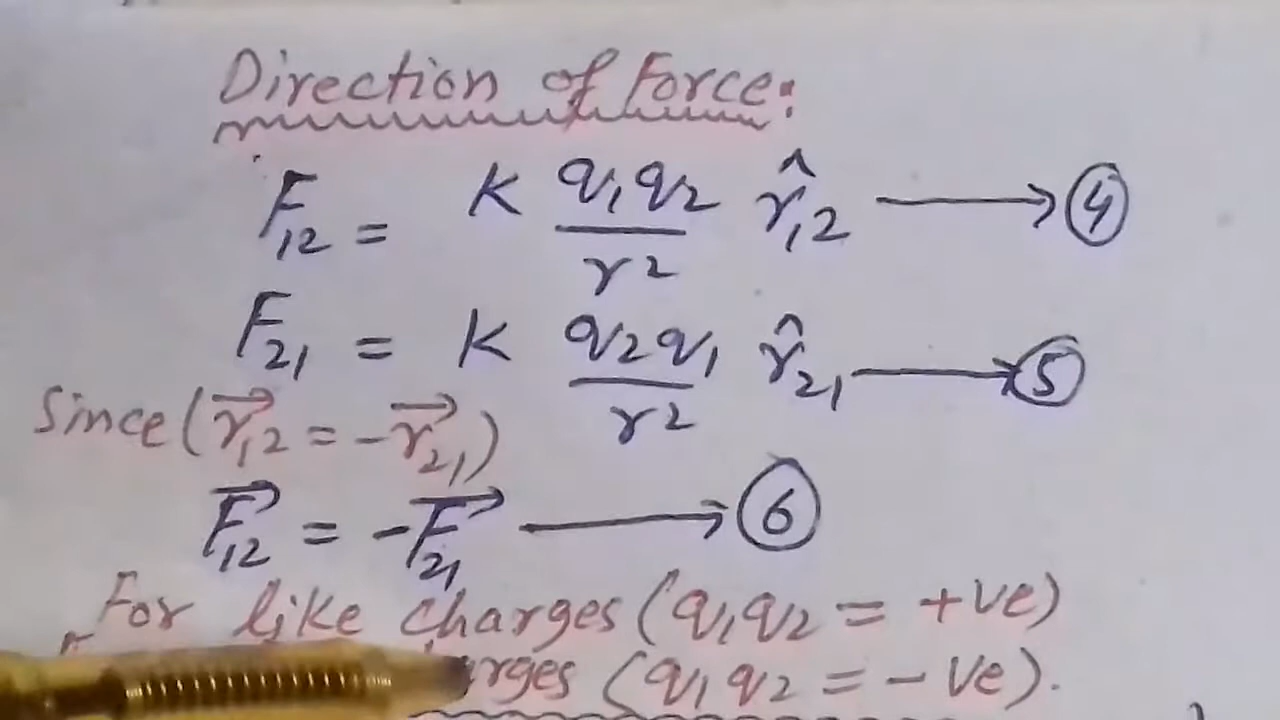 Direction of Force:
F12 = K q1q2/r2 r̂12 → 4
F21 = K q2q1/r2 r̂21 → 5
Since (r⃗12 = -r⃗21)
F⃗12 = -F⃗21 → 6
For like charges (q1q2 = +ve)
(q1q2 = -ve).